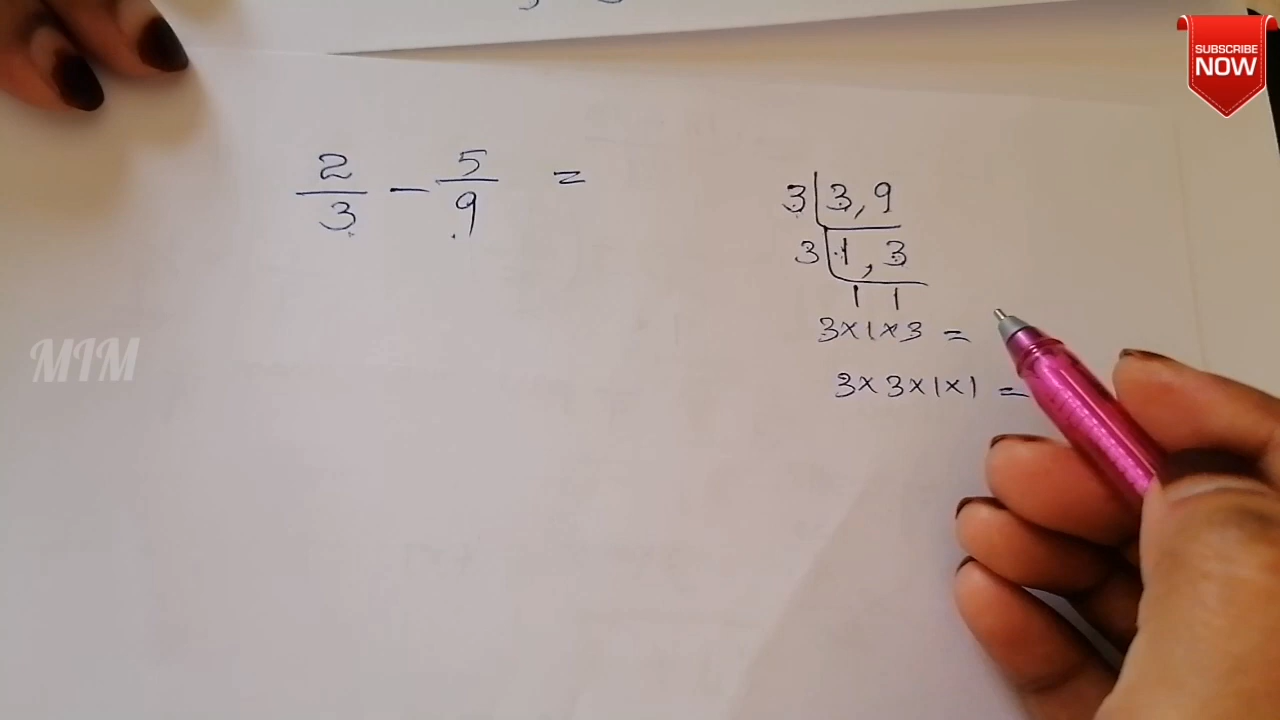 SUBSCRIBE
NOW
2/3 - 5/9 =
3 | 3, 9
3 | 1, 3
1 1
3×1×3 =
3×3×1×1 =
MIM